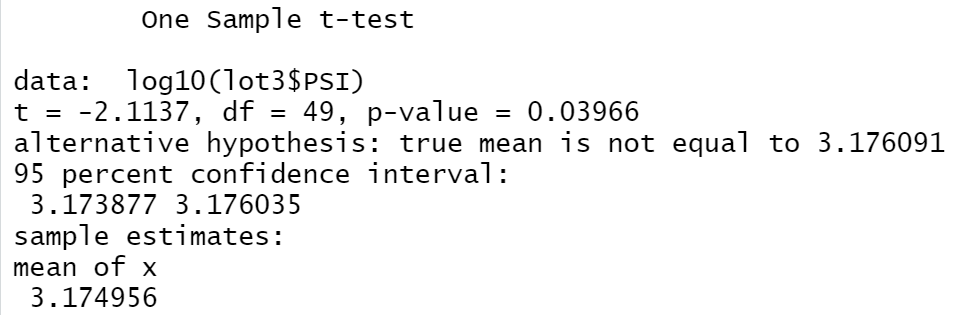 One Sample t-test
data: log10(lot3$PSI)
t = -2.1137, df = 49, p-value = 0.03966
alternative hypothesis: true mean is not equal to 3.176091
95 percent confidence interval:
3.173877 3.176035
sample estimates:
mean of x
3.174956